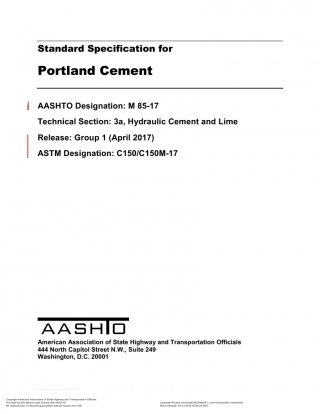 Standard Specification for
Portland Cement
AASHTO Designation: M 85-17
Technical Section: 3a, Hydraulic Cement and Lime
Release: Group 1 (April 2017)
ASTM Designation: C150/C150M-17
AASHTO
American Association of State Highway and Transportation Officials
444 North Capitol Street N.W., Suite 249
Washington, D.C. 20001